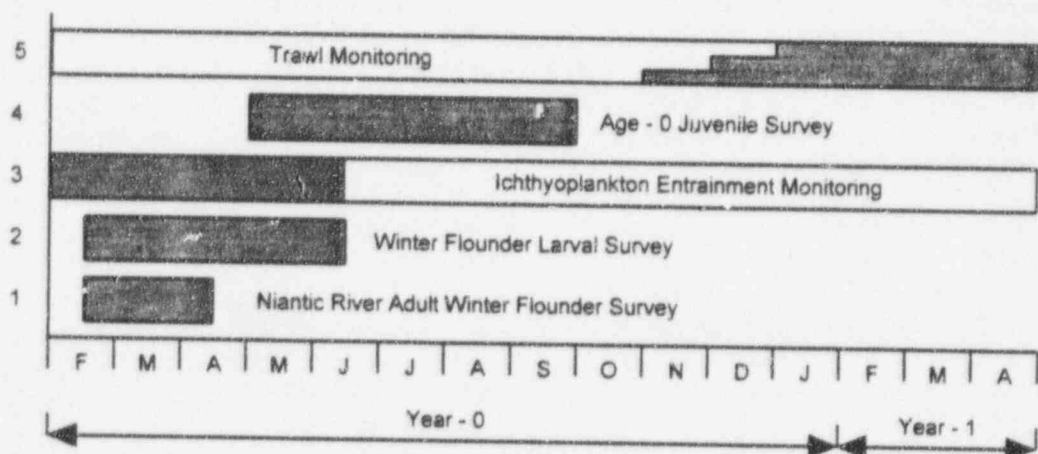 5 Trawl Monitoring
4 Age - 0 Juvenile Survey
3 Ichthyoplankton Entrainment Monitoring
2 Winter Flounder Larval Survey
1 Niantic River Adult Winter Flounder Survey
F M A M J J A S O N D J F M A
Year - 0 Year - 1